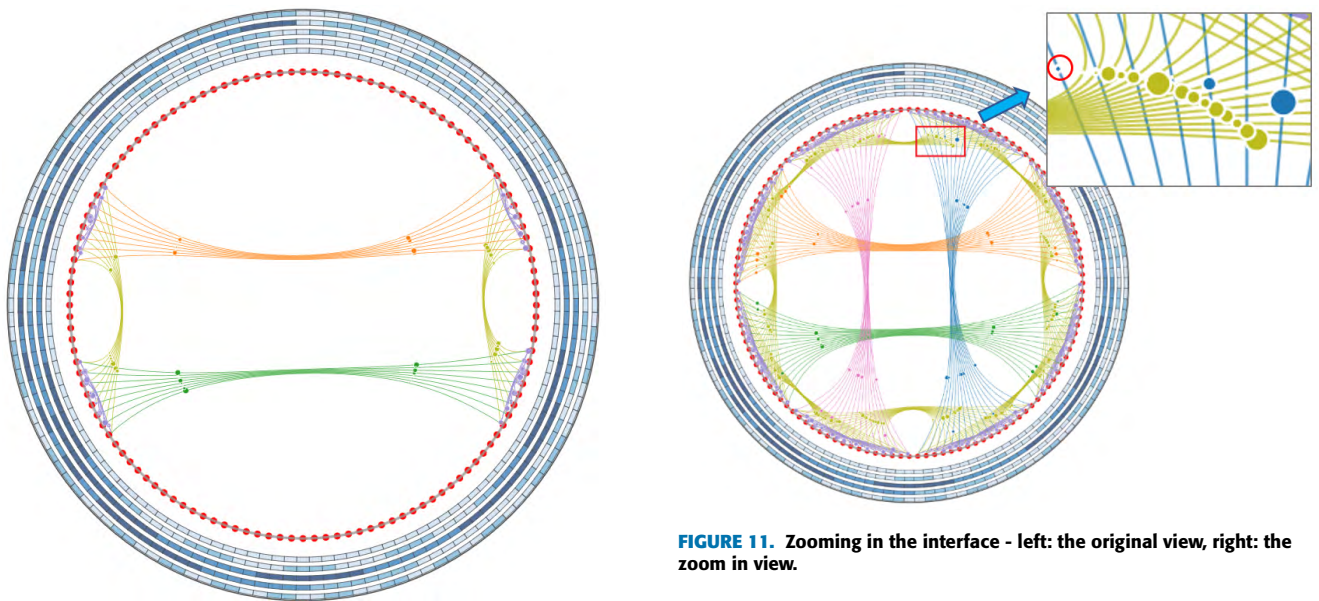 FIGURE 11. Zooming in the interface - left: the original view, right: the
zoom in view.